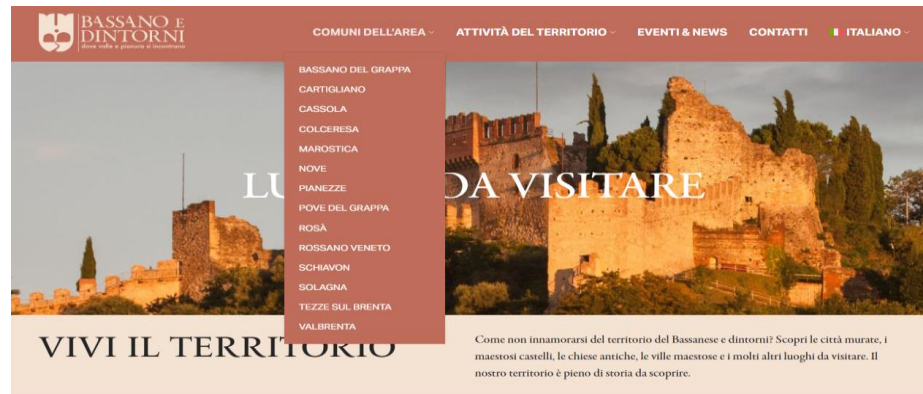 BASSANO E
DINTORNI
dove valle e pianura si incontrano
COMUNI DELL'AREA
ATTIVITÀ DEL TERRITORIO
EVENTI & NEWS
CONTATTI
ITALIANO
BASSANO DEL GRAPPA
CARTIGLIANO
CASSOLA
COLCERESA
MAROSTICA
NOVE
PIANEZZE
POVE DEL GRAPPA
ROSÀ
ROSSANO VENETO
SCHIAVON
SOLAGNA
TEZZE SUL BRENTA
VALBRENTA
DA VISITARE
VIVI IL TERRITORIO
Come non innamorarsi del territorio del Bassanese e dintorni? Scopri le città murate, i
maestosi castelli, le chiese antiche, le ville maestose e i molti altri luoghi da visitare. Il
nostro territorio è pieno di storia da scoprire.